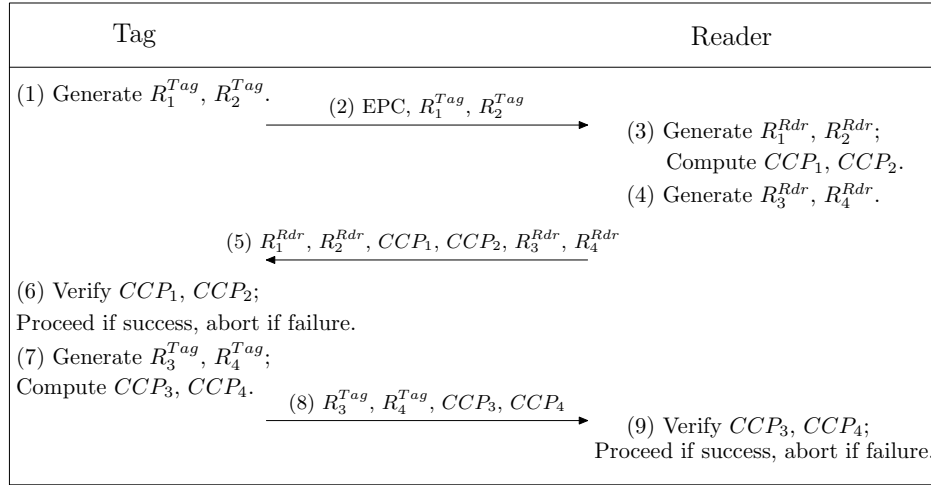 Tag
Reader
(1) Generate $R_1^{Tag}$, $R_2^{Tag}$.
(2) EPC, $R_1^{Tag}$, $R_2^{Tag}$
(3) Generate $R_1^{Rdr}$, $R_2^{Rdr}$;
Compute $CCP_1$, $CCP_2$.
(4) Generate $R_3^{Rdr}$, $R_4^{Rdr}$.
(5) $R_1^{Rdr}$, $R_2^{Rdr}$, $CCP_1$, $CCP_2$, $R_3^{Rdr}$, $R_4^{Rdr}$
(6) Verify $CCP_1$, $CCP_2$;
Proceed if success, abort if failure.
(7) Generate $R_3^{Tag}$, $R_4^{Tag}$;
Compute $CCP_3$, $CCP_4$.
(8) $R_3^{Tag}$, $R_4^{Tag}$, $CCP_3$, $CCP_4$
(9) Verify $CCP_3$, $CCP_4$;
Proceed if success, abort if failure.